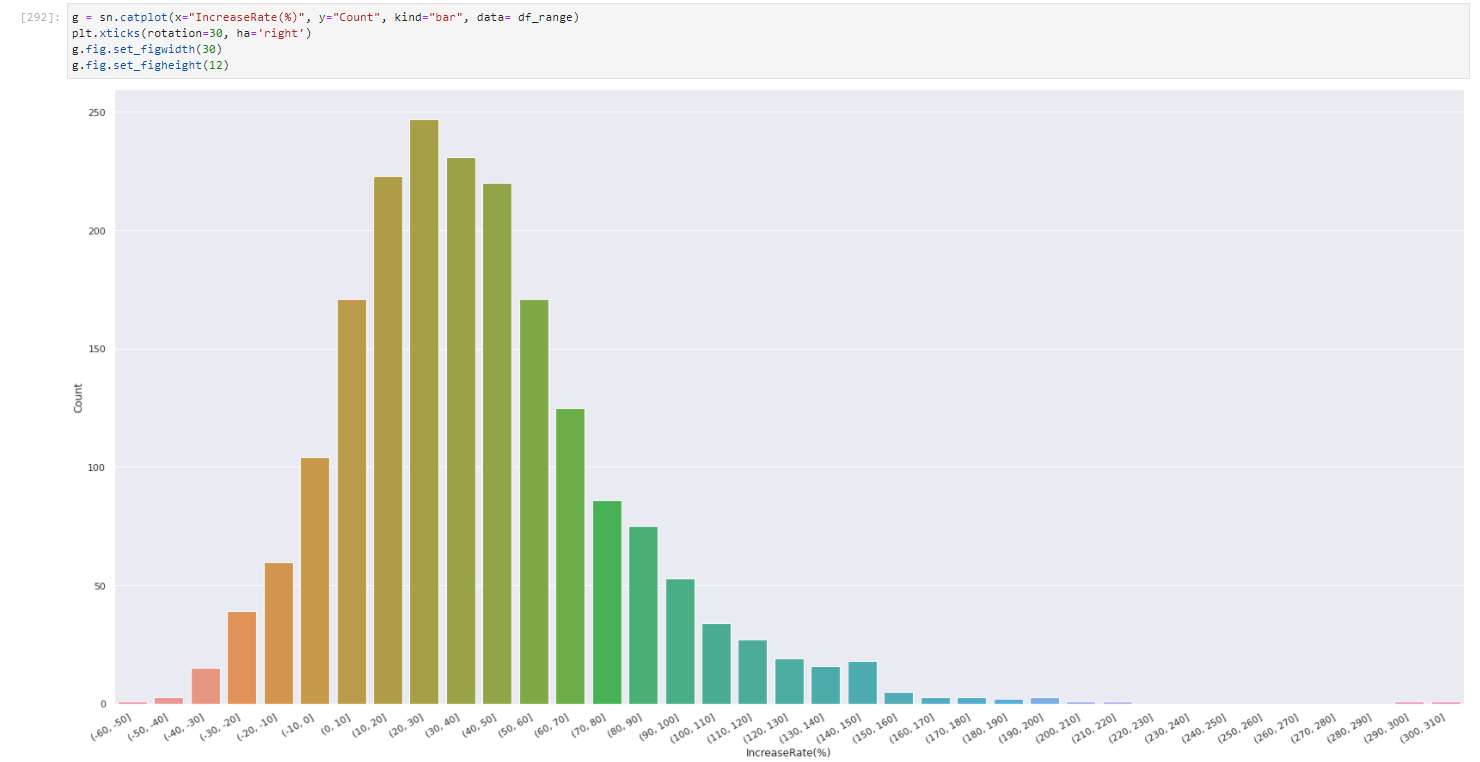 [292]: g = sn.catplot(x="IncreaseRate(%)", y="Count", kind="bar", data= df_range)
plt.xticks(rotation=30, ha='right')
g.fig.set_figwidth(30)
g.fig.set_figheight(12)
250
200
150
100
50
0
Count
(-60, -50] (-50, -40] (-40, -30] (-30, -20] (-20, -10] (-10, 0] (0, 10] (10, 20] (20, 30] (30, 40] (40, 50] (50, 60] (60, 70] (70, 80] (80, 90] (90, 100] (100, 110] (110, 120] (120, 130] (130, 140] (140, 150] (150, 160] (160, 170] (170, 180] (180, 190] (190, 200] (200, 210] (210, 220] (220, 230] (230, 240] (240, 250] (250, 260] (260, 270] (270, 280] (280, 290] (290, 300] (300, 310]
IncreaseRate(%)